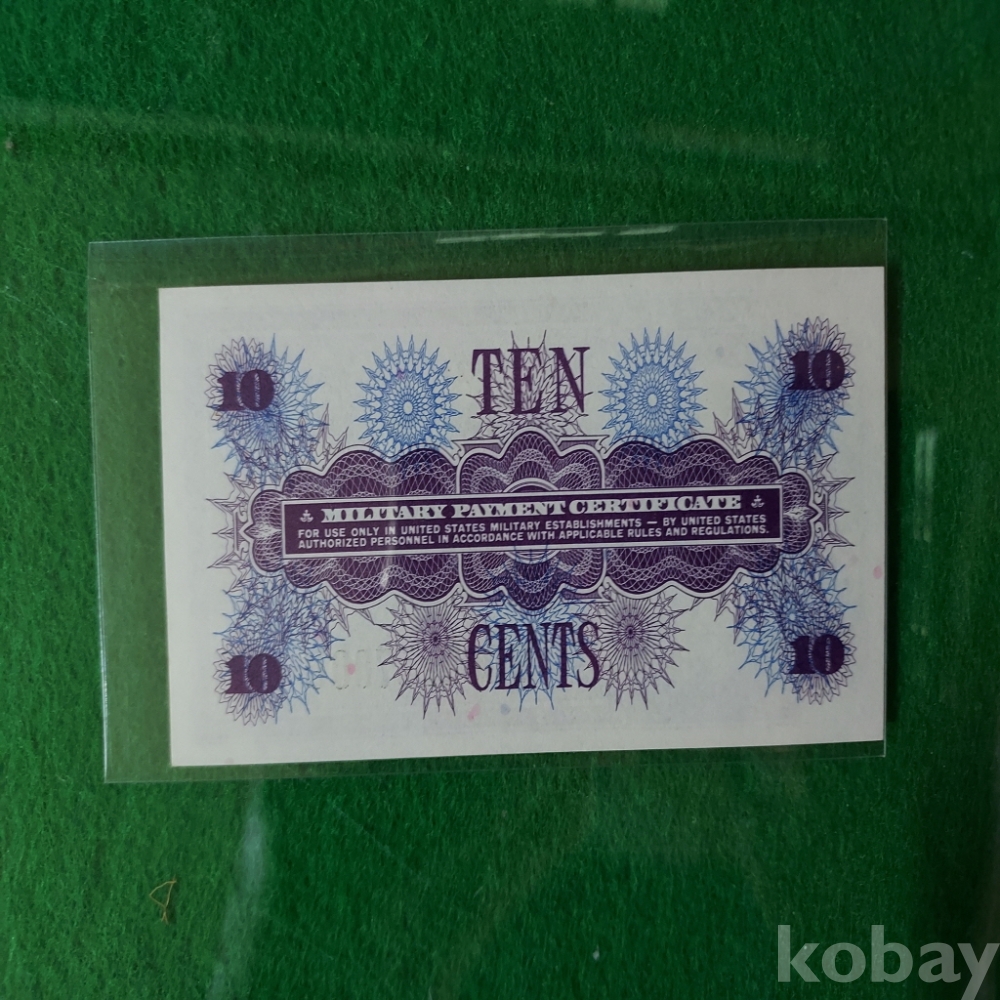 10 TEN 10
MILITARY PAYMENT CERTIFICATE
FOR USE ONLY IN UNITED STATES MILITARY ESTABLISHMENTS — BY UNITED STATES
AUTHORIZED PERSONNEL IN ACCORDANCE WITH APPLICABLE RULES AND REGULATIONS.
10 CENTS 10
kobay